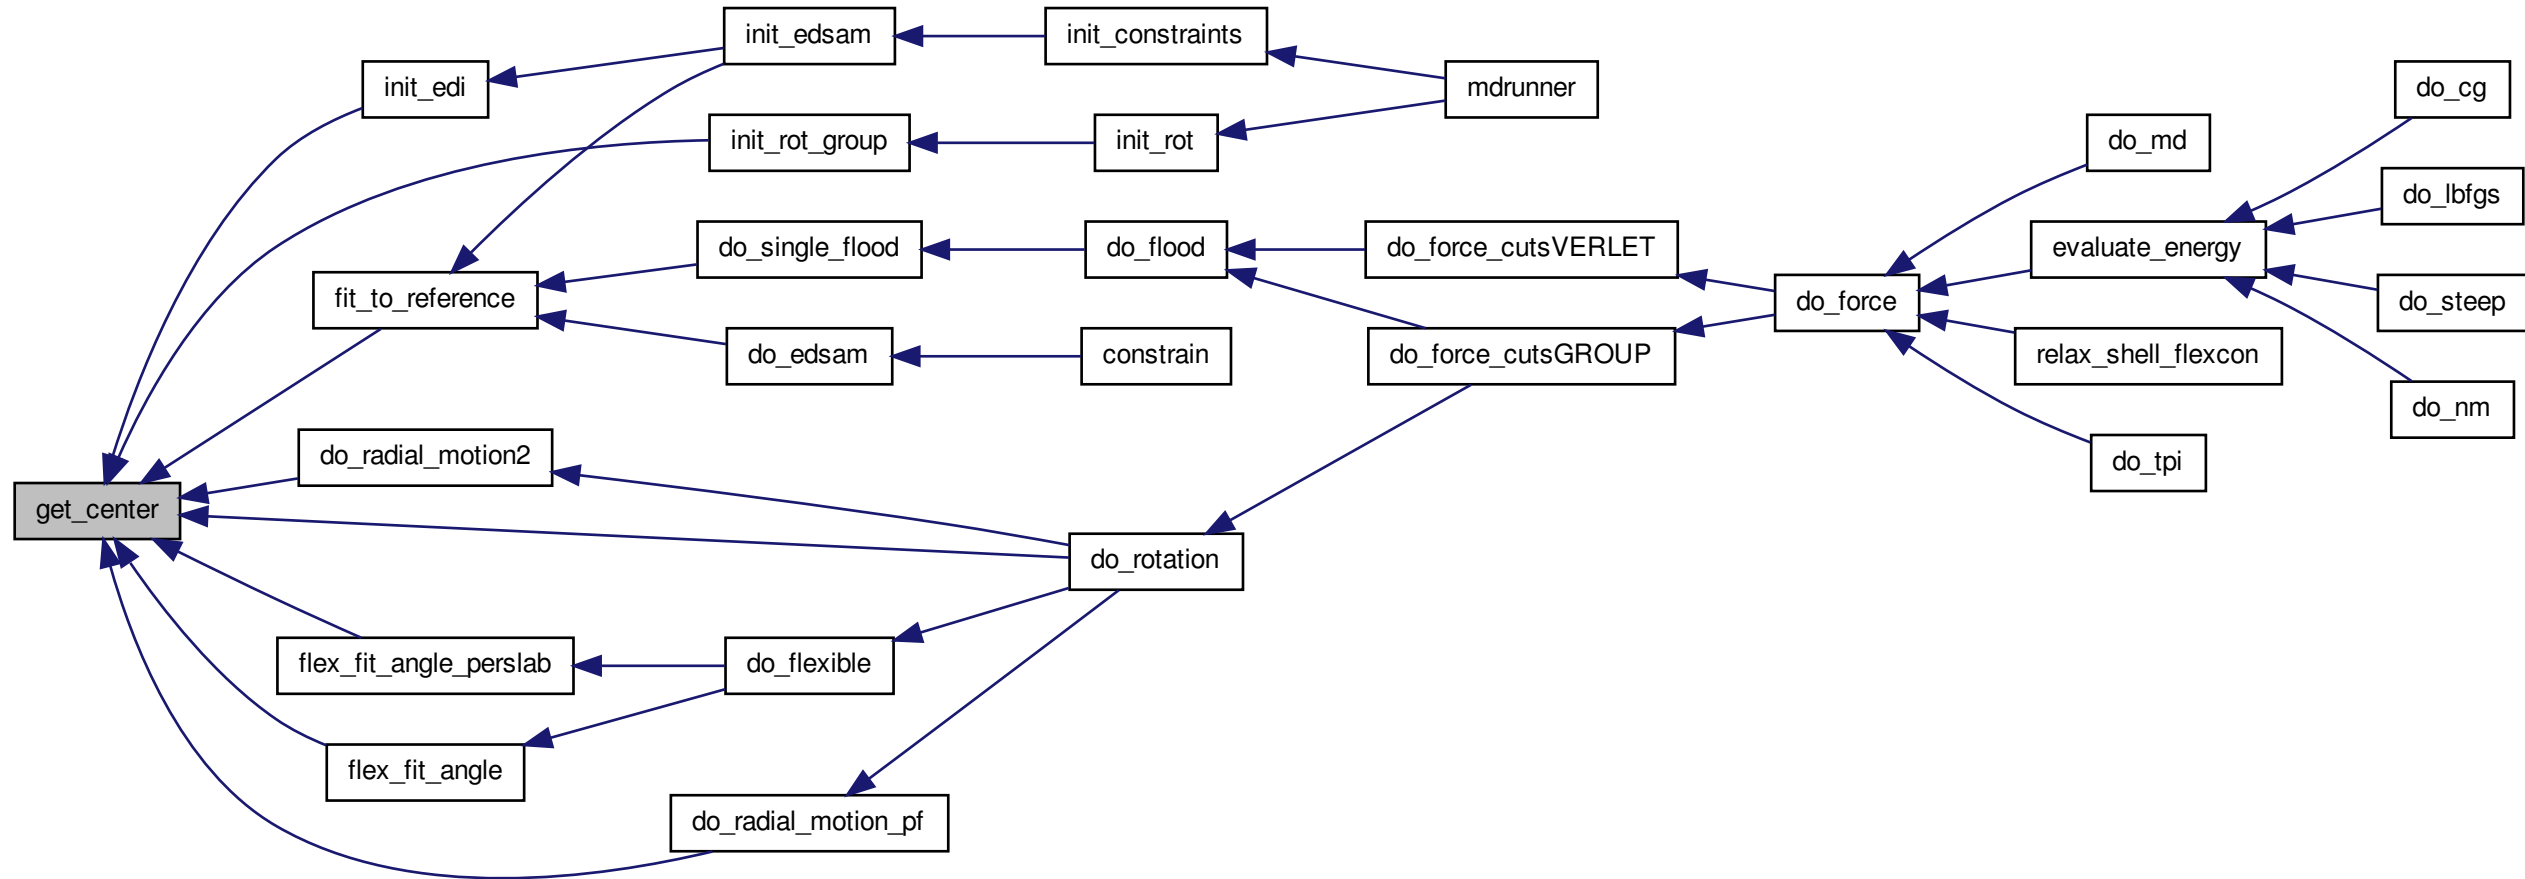 init_edsam
init_constraints
init_edi
mdrunner
do_cg
init_rot_group
init_rot
do_md
do_lbfgs
do_single_flood
do_flood
do_force_cutsVERLET
evaluate_energy
fit_to_reference
do_force
do_steep
do_edsam
constrain
do_force_cutsGROUP
relax_shell_flexcon
do_nm
do_radial_motion2
do_tpi
get_center
do_rotation
flex_fit_angle_perslab
do_flexible
flex_fit_angle
do_radial_motion_pf